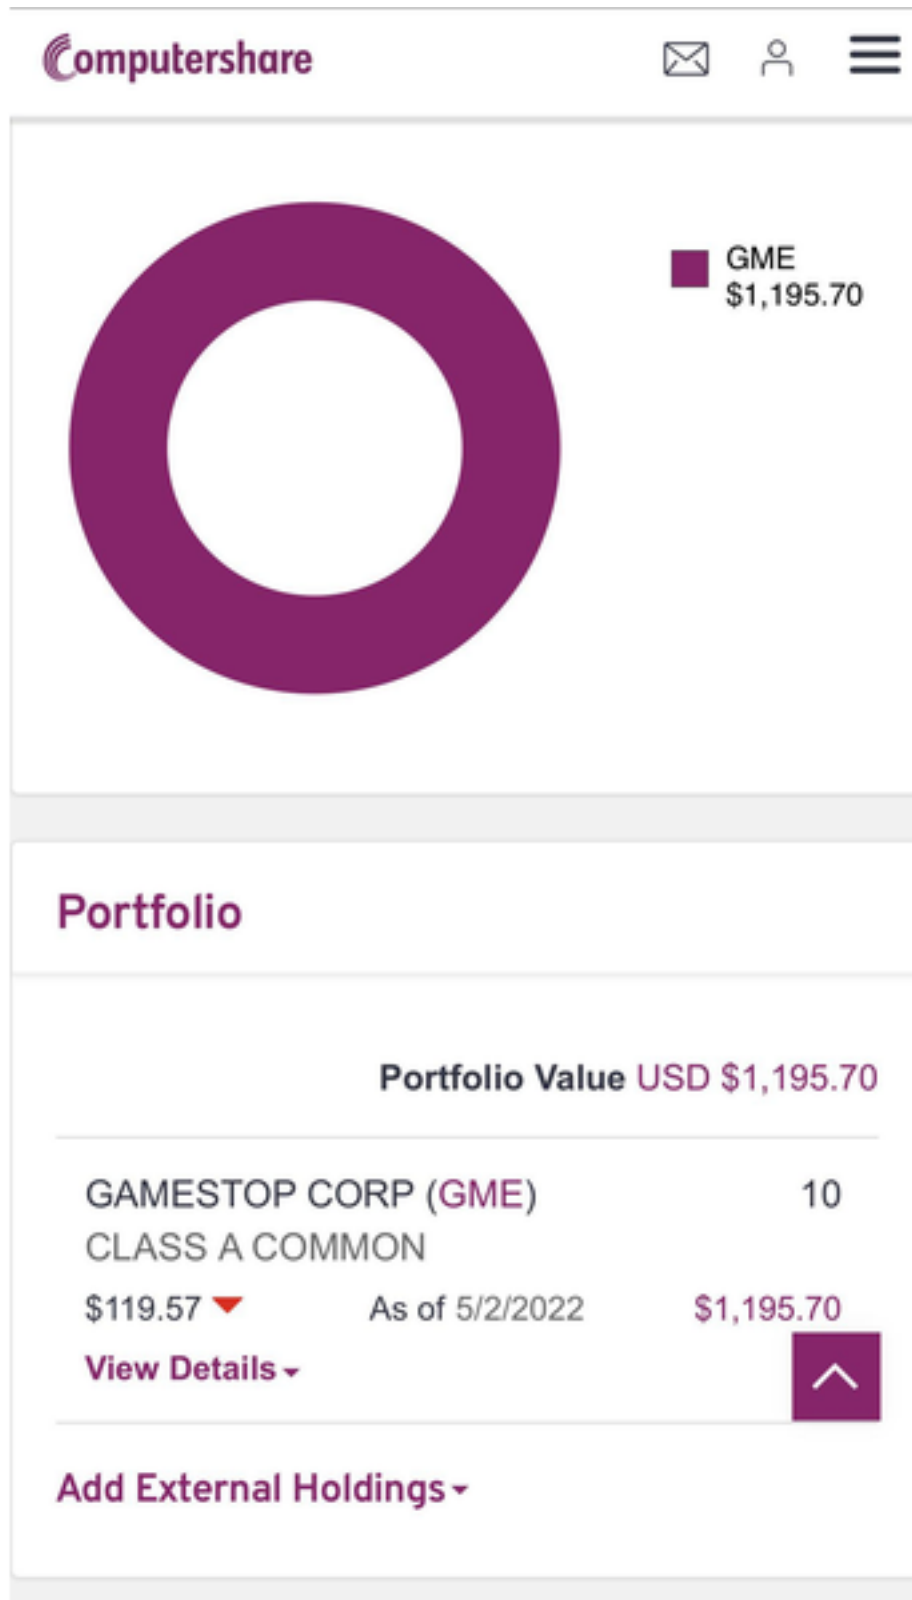 Computershare
GME
$1,195.70
Portfolio
Portfolio Value USD $1,195.70
GAMESTOP CORP (GME) 10
CLASS A COMMON
$119.57 As of 5/2/2022 $1,195.70
View Details
Add External Holdings